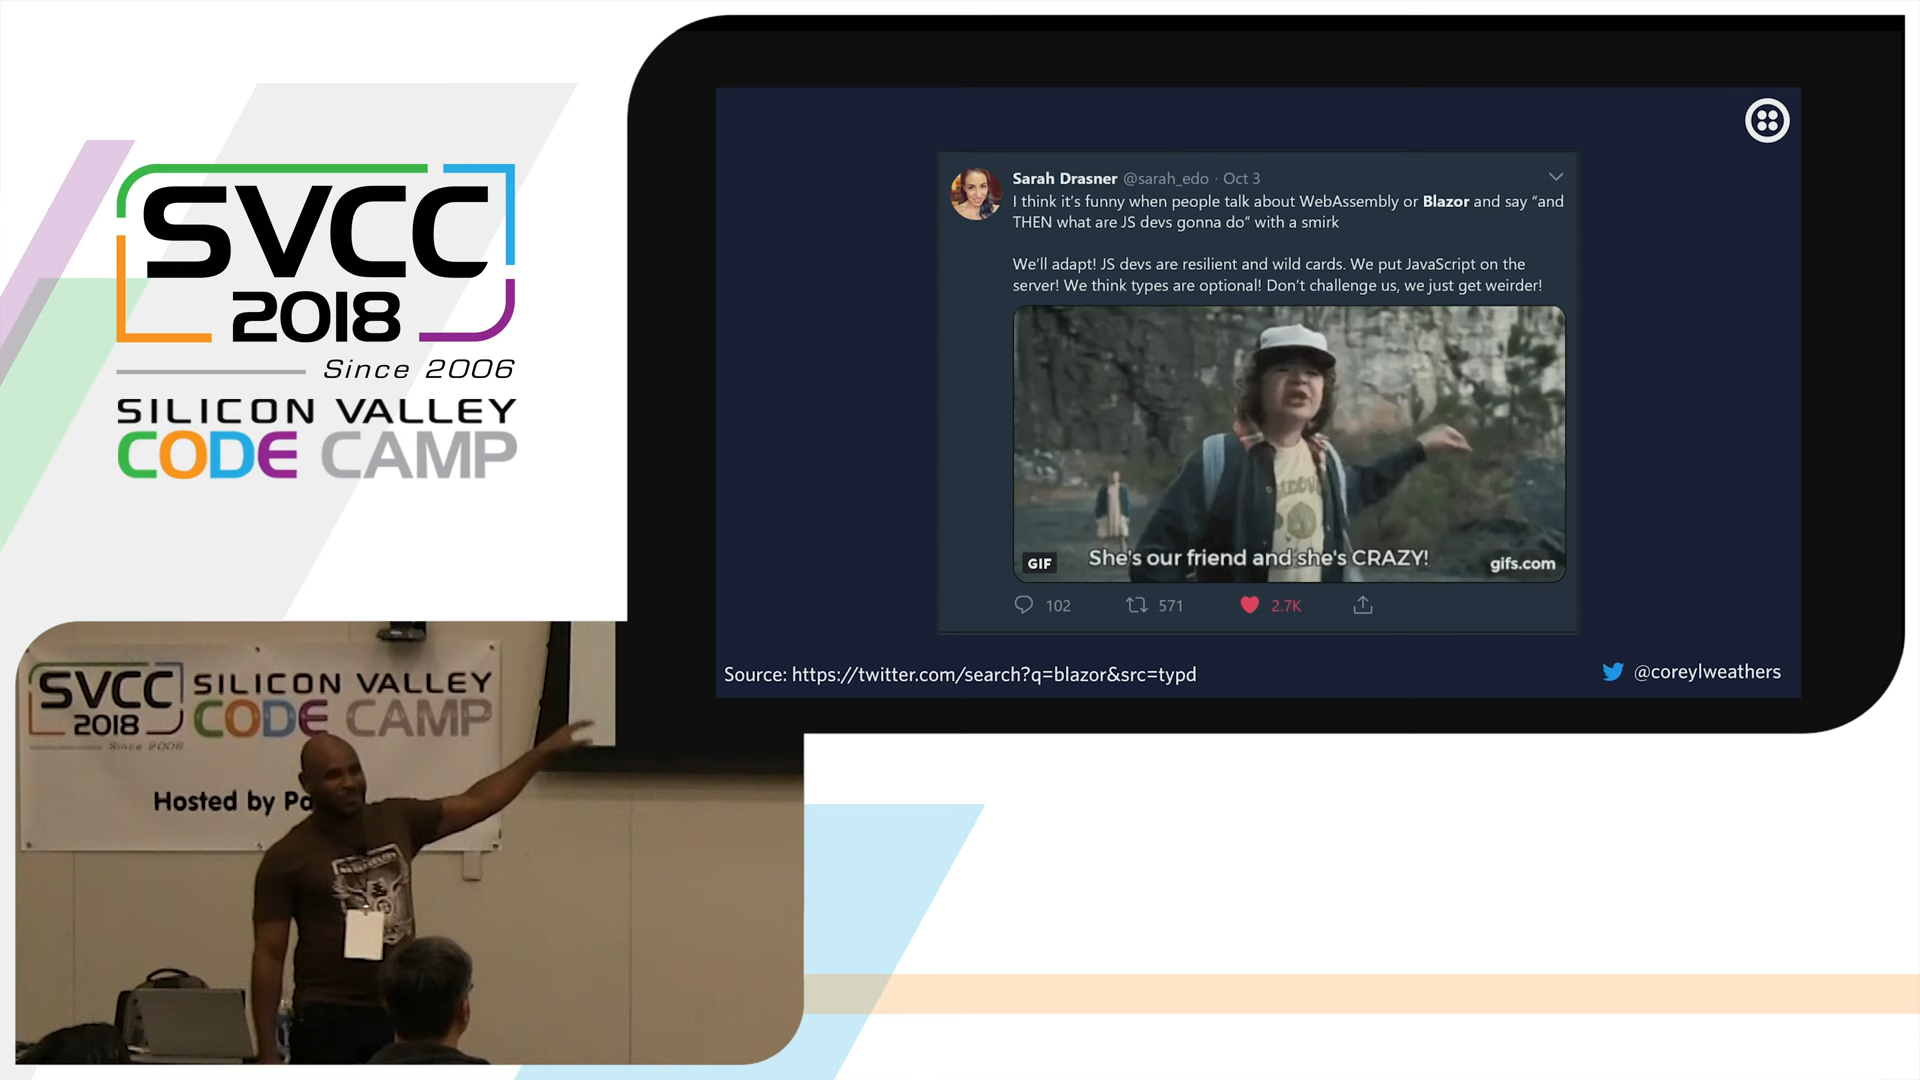 SVCC
2018
Since 2006
SILICON VALLEY
CODE CAMP
Sarah Drasner @sarah_edo · Oct 3
I think it’s funny when people talk about WebAssembly or Blazor and say “and
THEN what are JS devs gonna do” with a smirk
We’ll adapt! JS devs are resilient and wild cards. We put JavaScript on the
server! We think types are optional! Don’t challenge us, we just get weirder!
She's our friend and she's CRAZY!
GIF
gifs.com
102 571 2.7K
Source: https://twitter.com/search?q=blazor&src=typd
@coreylweathers
SVCC
2018
Since 2006
SILICON VALLEY
CODE CAMP
Hosted by